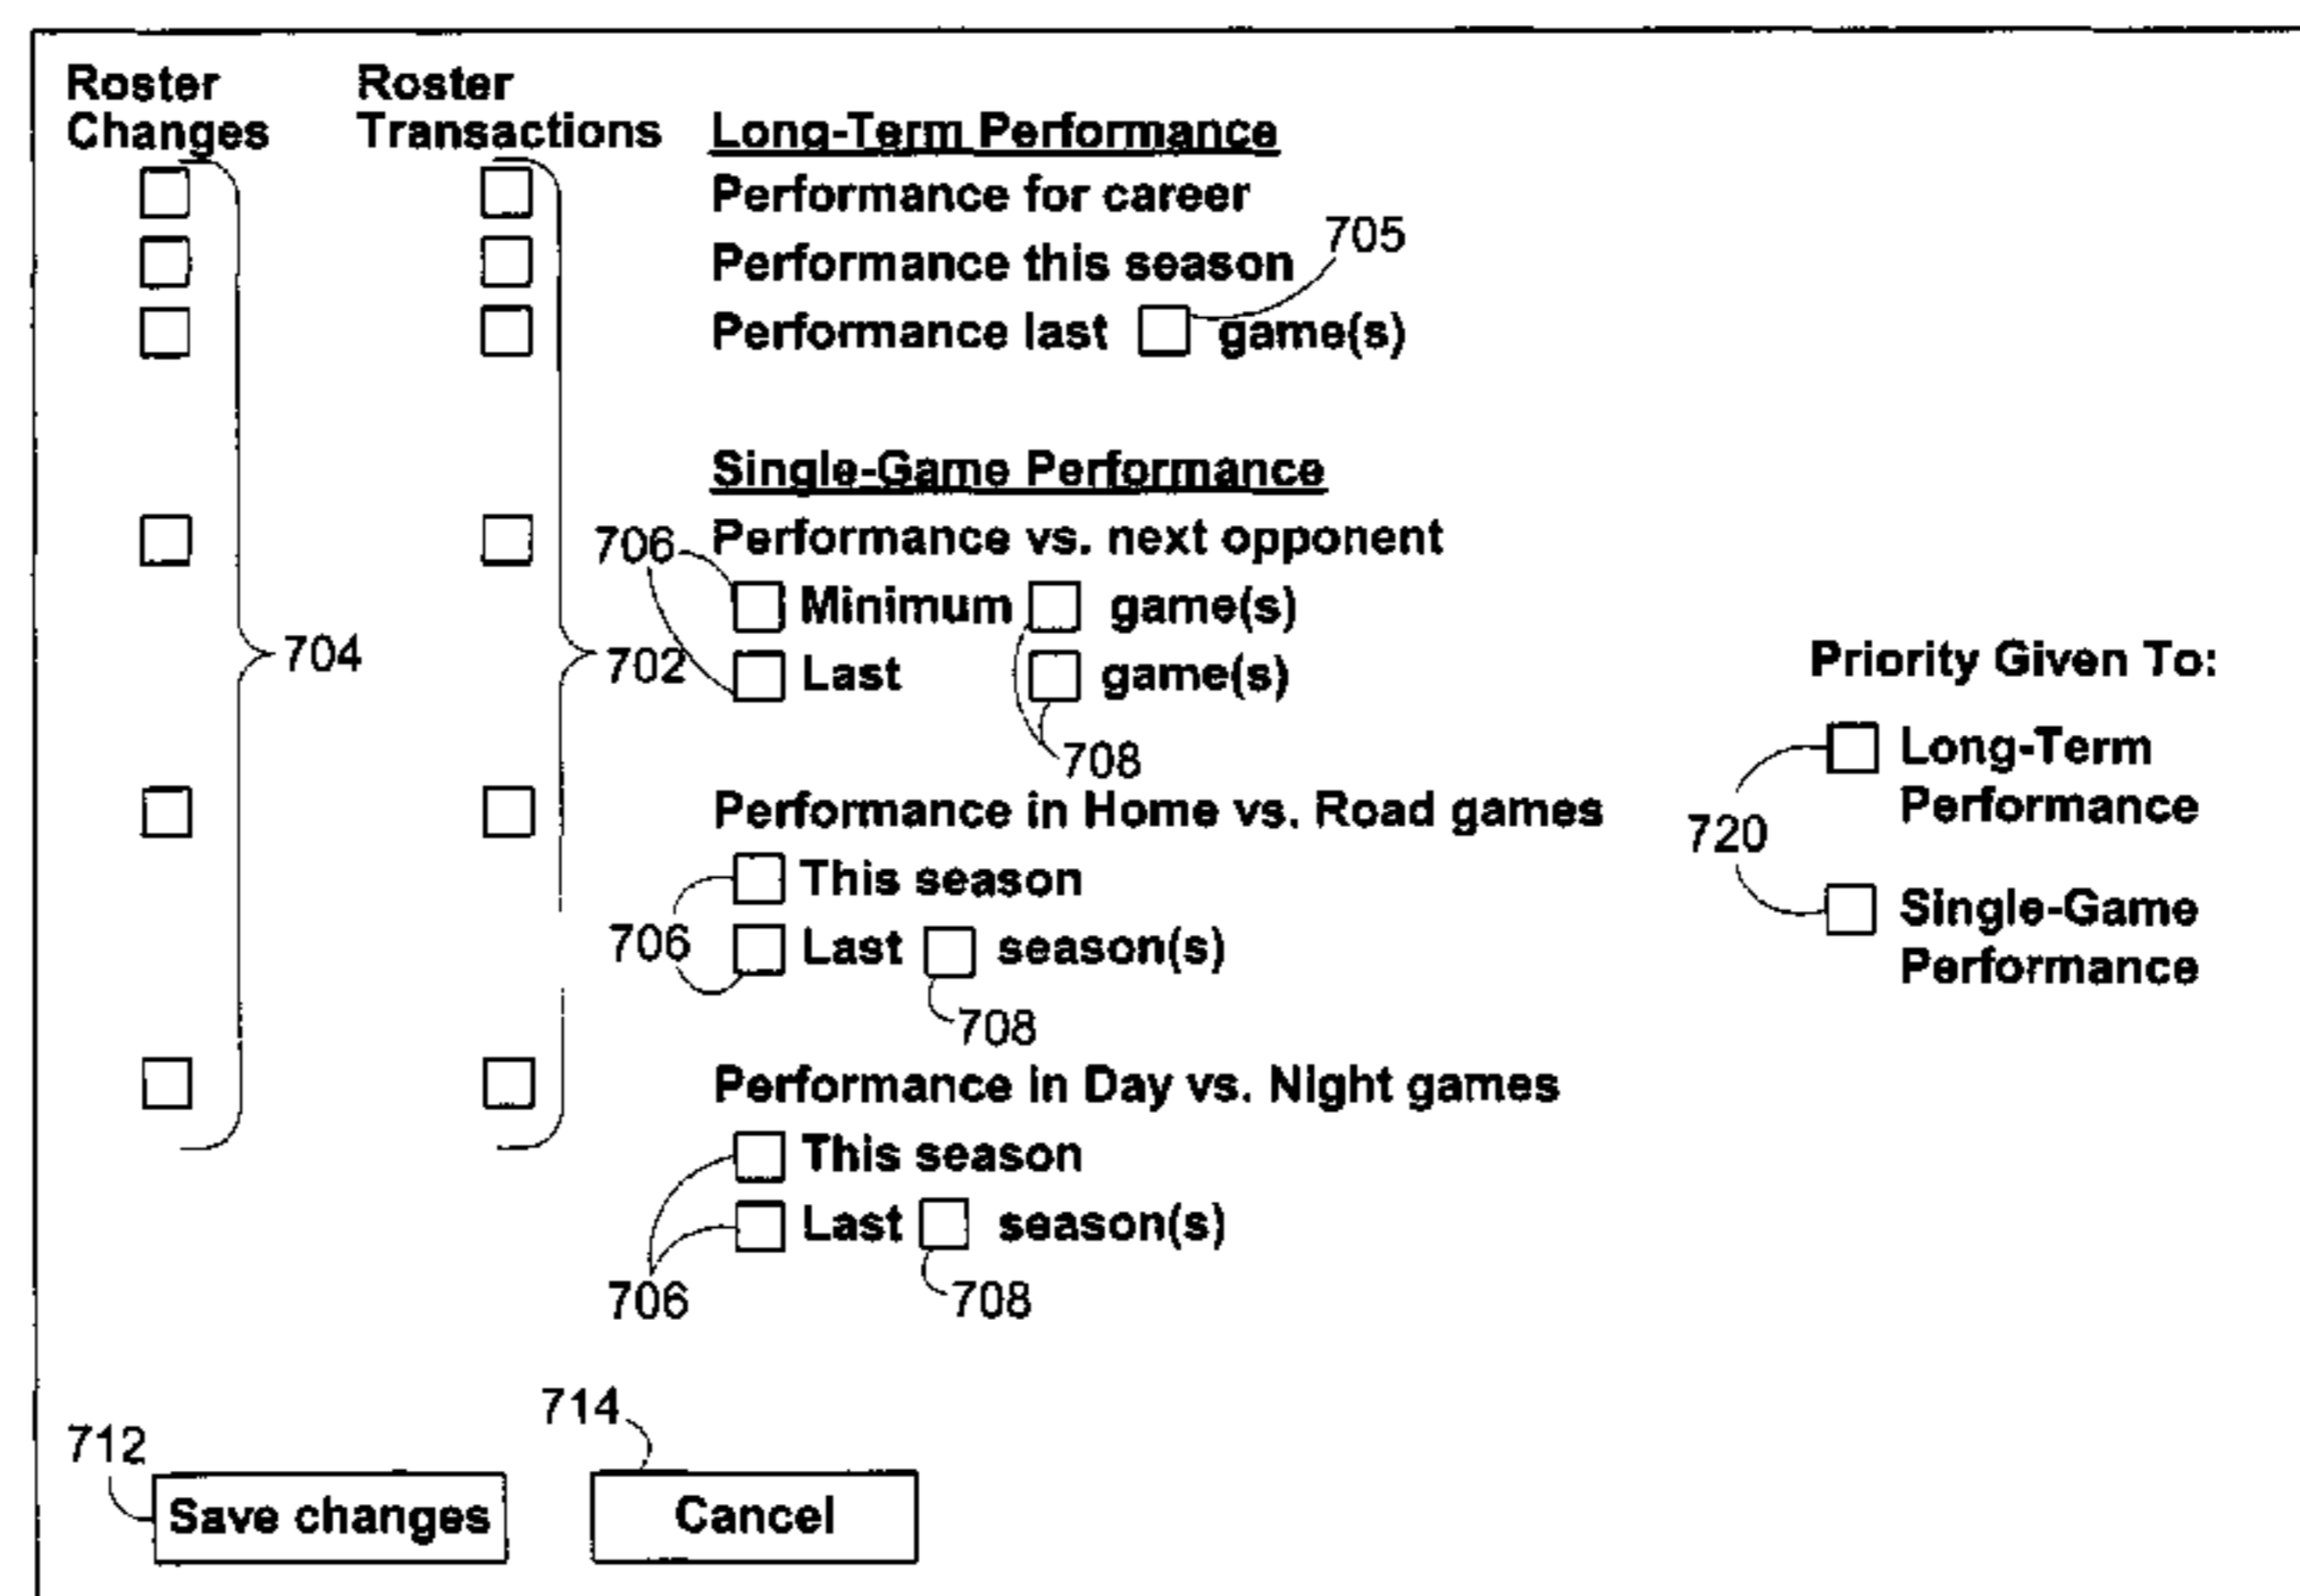 Roster Changes
Roster Transactions
Long-Term Performance
Performance for career
705
Performance this season
Performance last game(s)
Single-Game Performance
706
Performance vs. next opponent
Minimum game(s)
704
702
Last game(s)
708
Performance in Home vs. Road games
This season
706
Last season(s)
708
Performance in Day vs. Night games
This season
Last season(s)
706
708
Priority Given To:
Long-Term
Performance
720
Single-Game
Performance
712
Save changes
714
Cancel